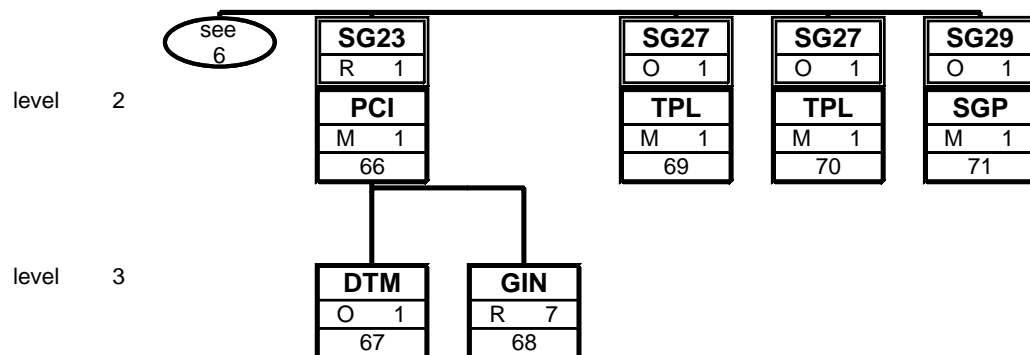 see
6
SG23 SG27 SG27 SG29
R 1 O 1 O 1 O 1
level 2
PCI TPL TPL SGP
M 1 M 1 M 1 M 1
66 69 70 71
level 3
DTM GIN
O 1 R 7
67 68